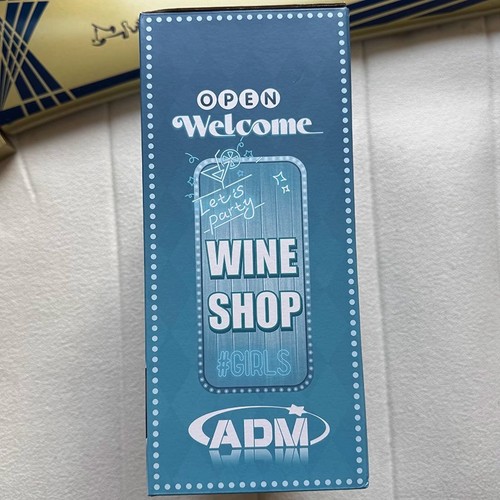 OPEN
Welcome
Let's
party
WINE
SHOP
#GIRLS
ADM